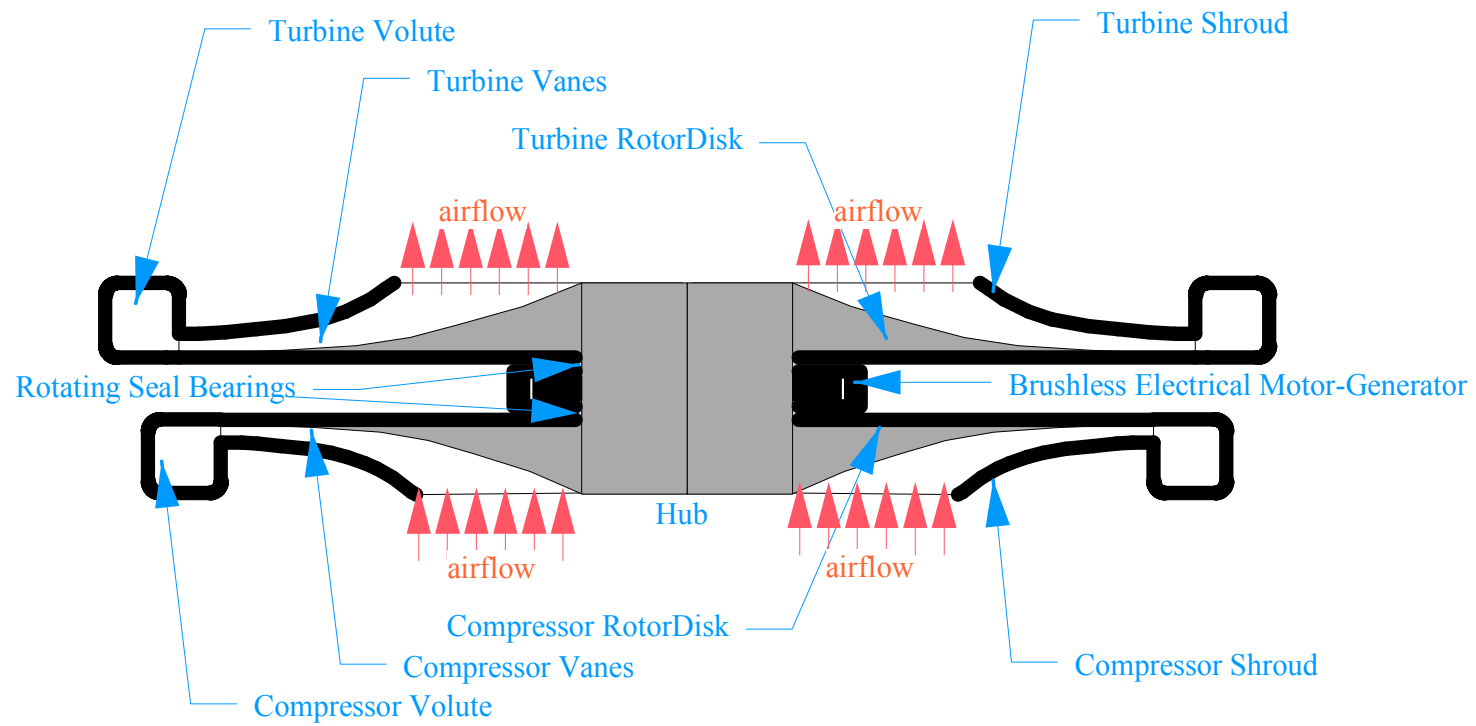 Turbine Volute
Turbine Shroud
Turbine Vanes
Turbine RotorDisk
airflow
airflow
Rotating Seal Bearings
Brushless Electrical Motor-Generator
Hub
airflow
airflow
Compressor RotorDisk
Compressor Vanes
Compressor Shroud
Compressor Volute